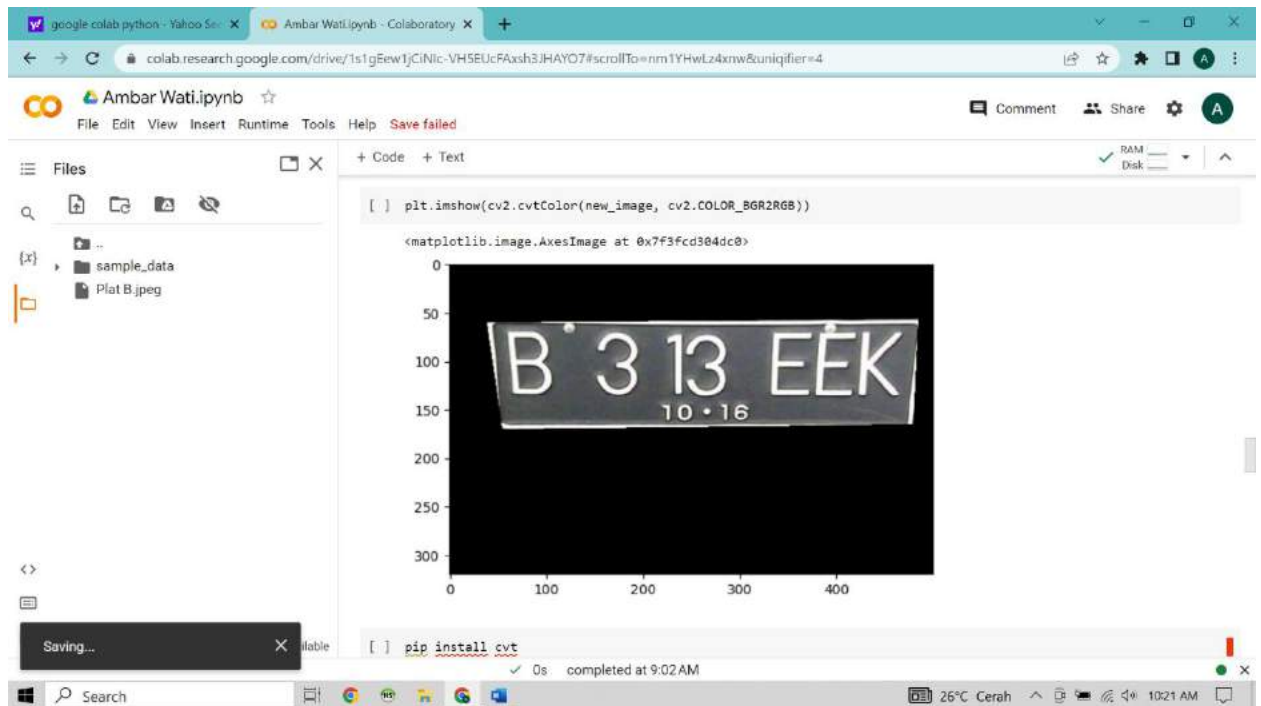 google colab python - Yahoo Se
Ambar Wati.ipynb - Colaboratory
colab.research.google.com/drive/1s1gEew1jCiNIc-VH5EUcFAxsh3JHAYO7#scrollTo=nm1YHwLz4xnw&uniqifier=4
Ambar Wati.ipynb
Comment Share A
File Edit View Insert Runtime Tools Help Save failed
Files
+ Code + Text
RAM
Disk
[ ] plt.imshow(cv2.cvtColor(new_image, cv2.COLOR_BGR2RGB))
<matplotlib.image.AxesImage at 0x7f3fcd304dc0>
{x}
..
sample_data
Plat B.jpeg
0
50
100
150
200
250
300
B 3 13 EEK
10 • 16
0 100 200 300 400
Saving...
ilable
[ ] pip install cvt
0s completed at 9:02 AM
Search
26°C Cerah
10:21 AM